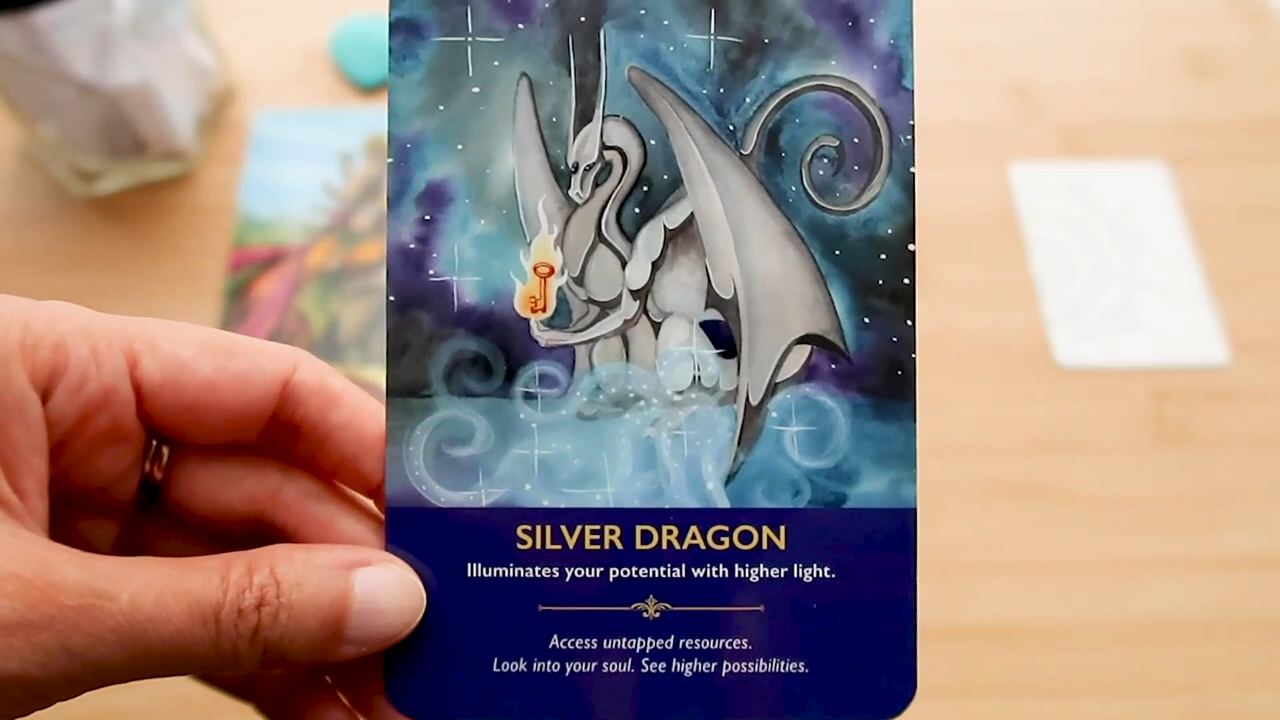 SILVER DRAGON
Illuminates your potential with higher light.
Access untapped resources.
Look into your soul. See higher possibilities.